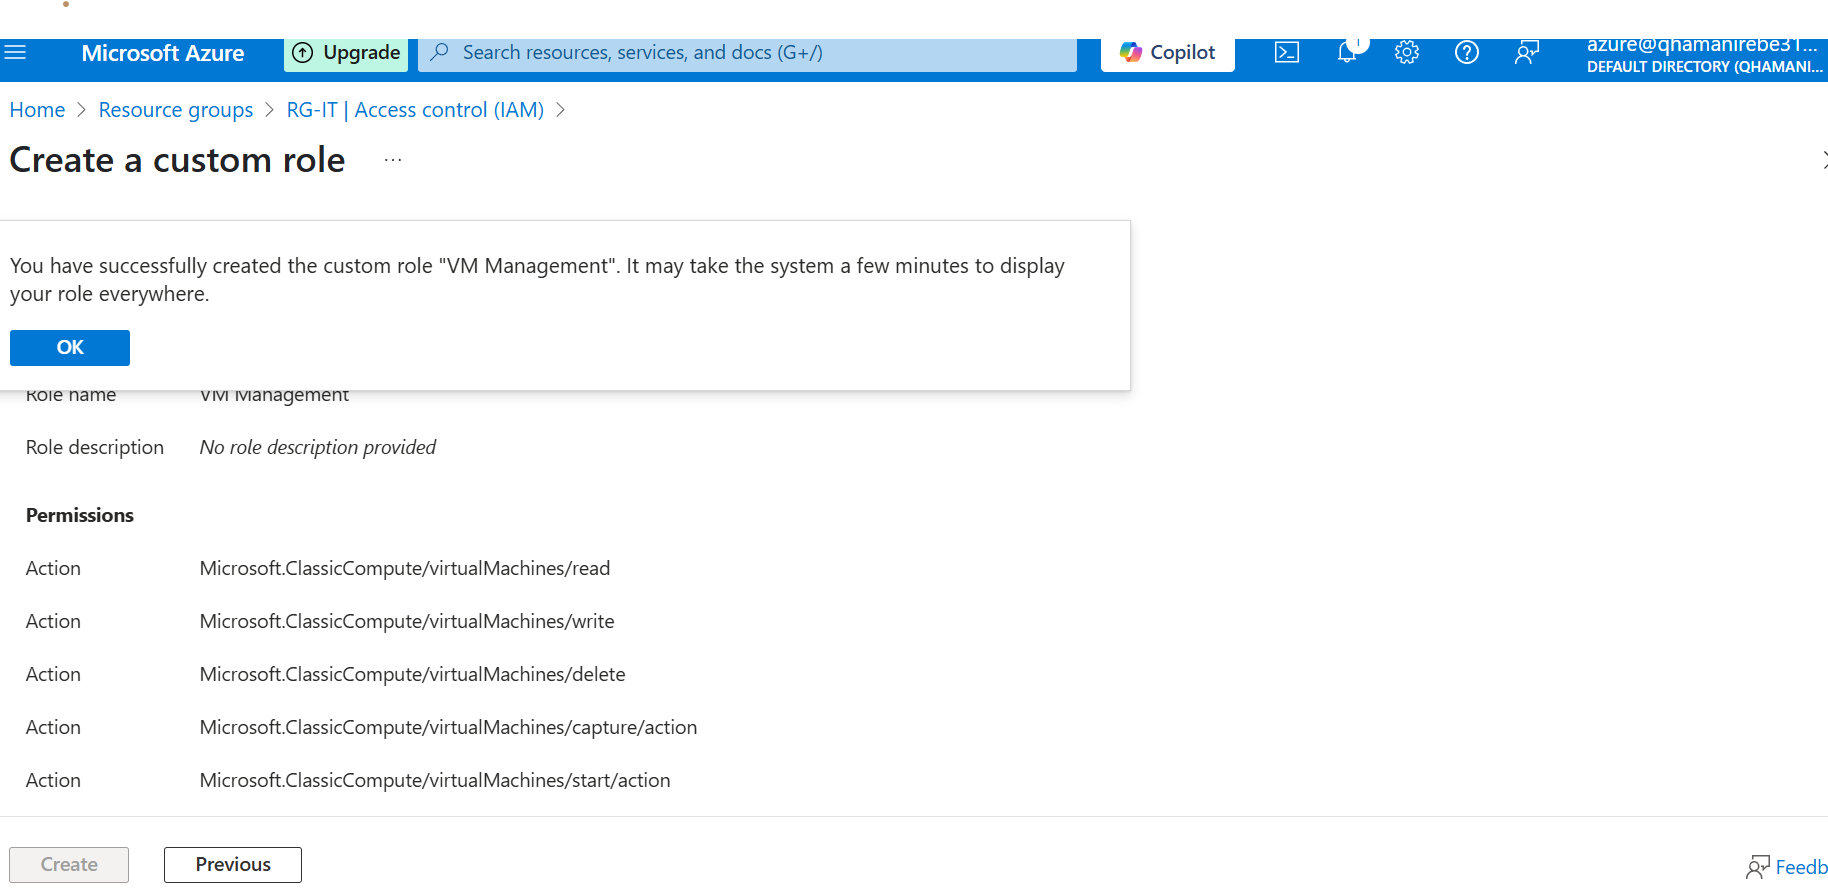 Microsoft Azure
Upgrade
Search resources, services, and docs (G+/)
Copilot
1
azure@qhamanirebe31...
DEFAULT DIRECTORY (QHAMANI...
Home > Resource groups > RG-IT | Access control (IAM) >
Create a custom role ...
You have successfully created the custom role "VM Management". It may take the system a few minutes to display
your role everywhere.
OK
Role name VM Management
Role description No role description provided
Permissions
Action Microsoft.ClassicCompute/virtualMachines/read
Action Microsoft.ClassicCompute/virtualMachines/write
Action Microsoft.ClassicCompute/virtualMachines/delete
Action Microsoft.ClassicCompute/virtualMachines/capture/action
Action Microsoft.ClassicCompute/virtualMachines/start/action
Create
Previous
Feedb